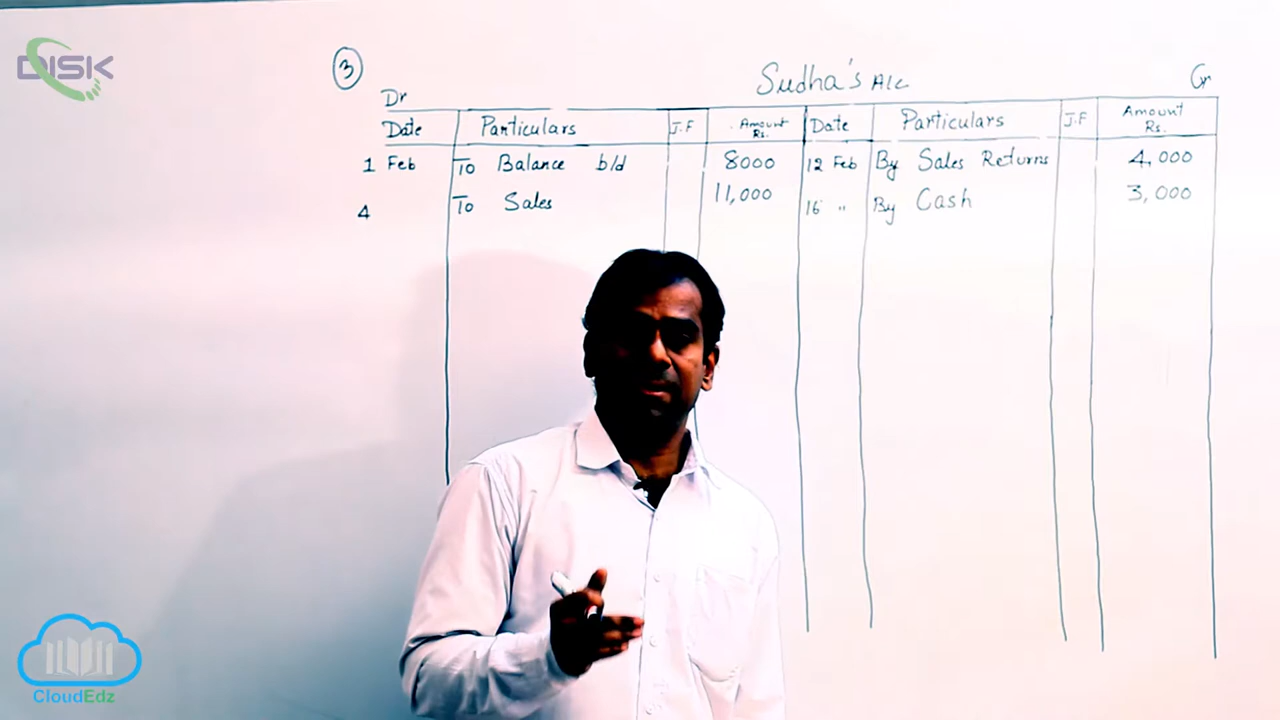 DISK
3
Sudha's A/c
Dr
Cr
Date Particulars J.F Amount Rs. Date Particulars J.F Amount Rs.
1 Feb To Balance b/d 8000 12 Feb By Sales Returns 4,000
4 To Sales 11,000 16 " By Cash 3,000
CloudEdz